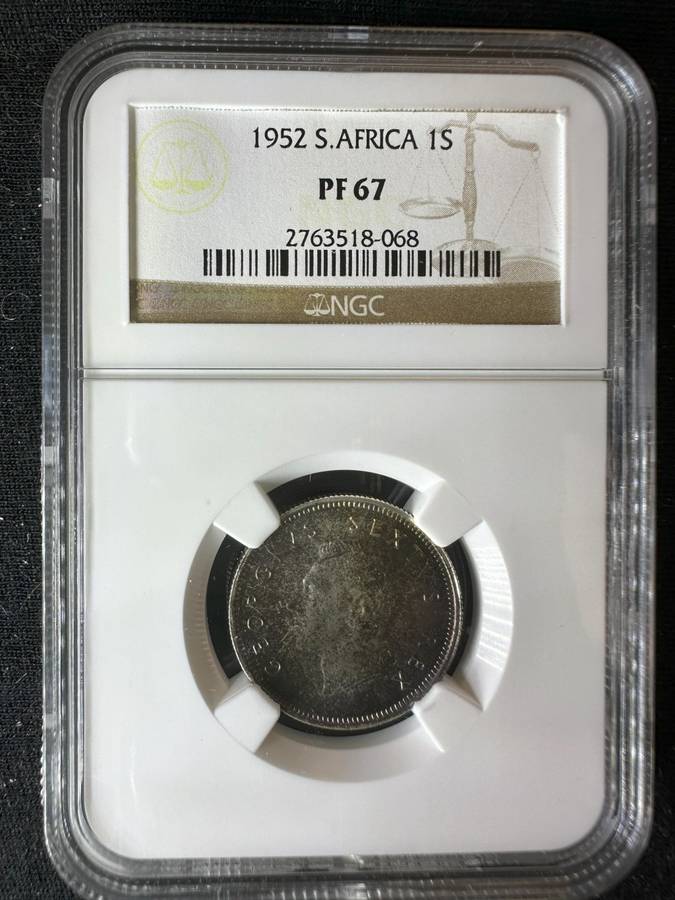 1952 S.AFRICA 1S
PF 67
2763518-068
NGC
GEORGIVS SEXTVS REX